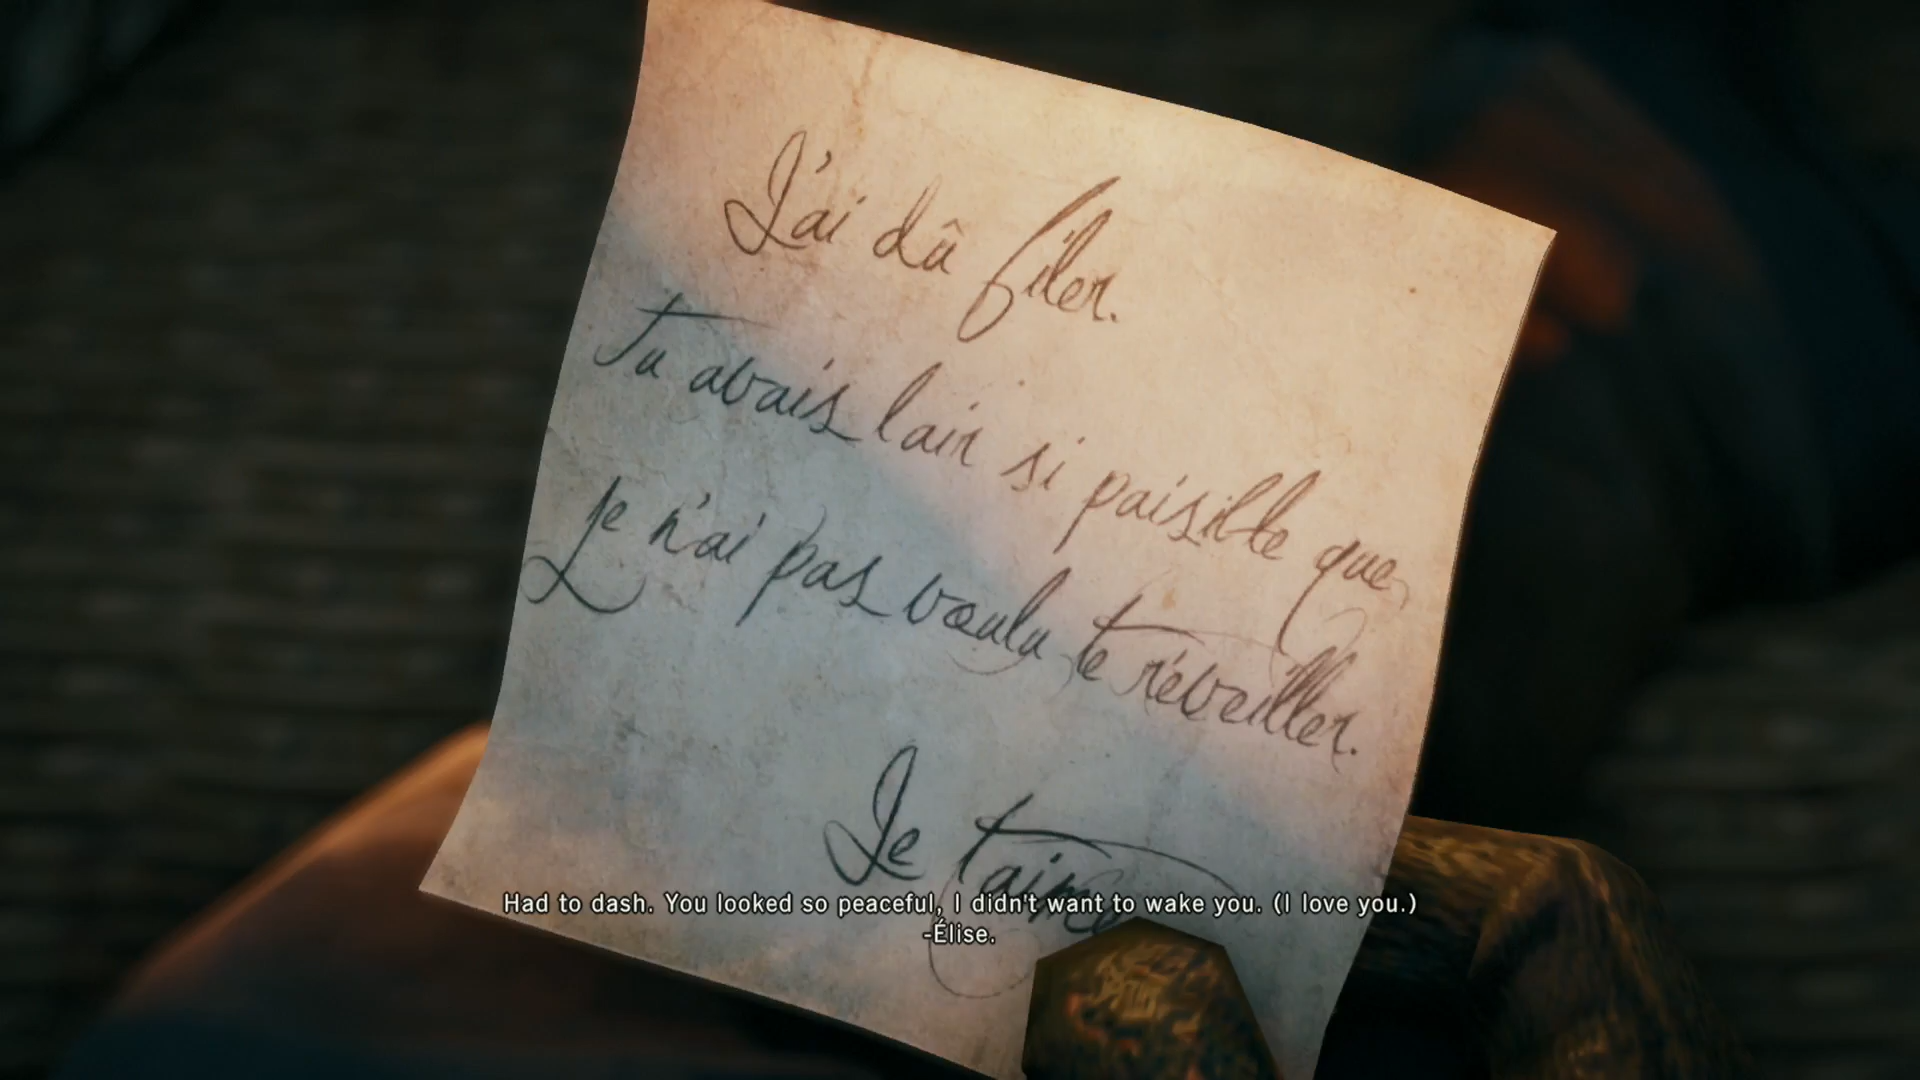 J'ai dû filer.
Tu avais l'air si paisible que
je n'ai pas voulu te réveiller.
Je t'aime
Had to dash. You looked so peaceful, I didn't want to wake you. (I love you.)
-Élise.